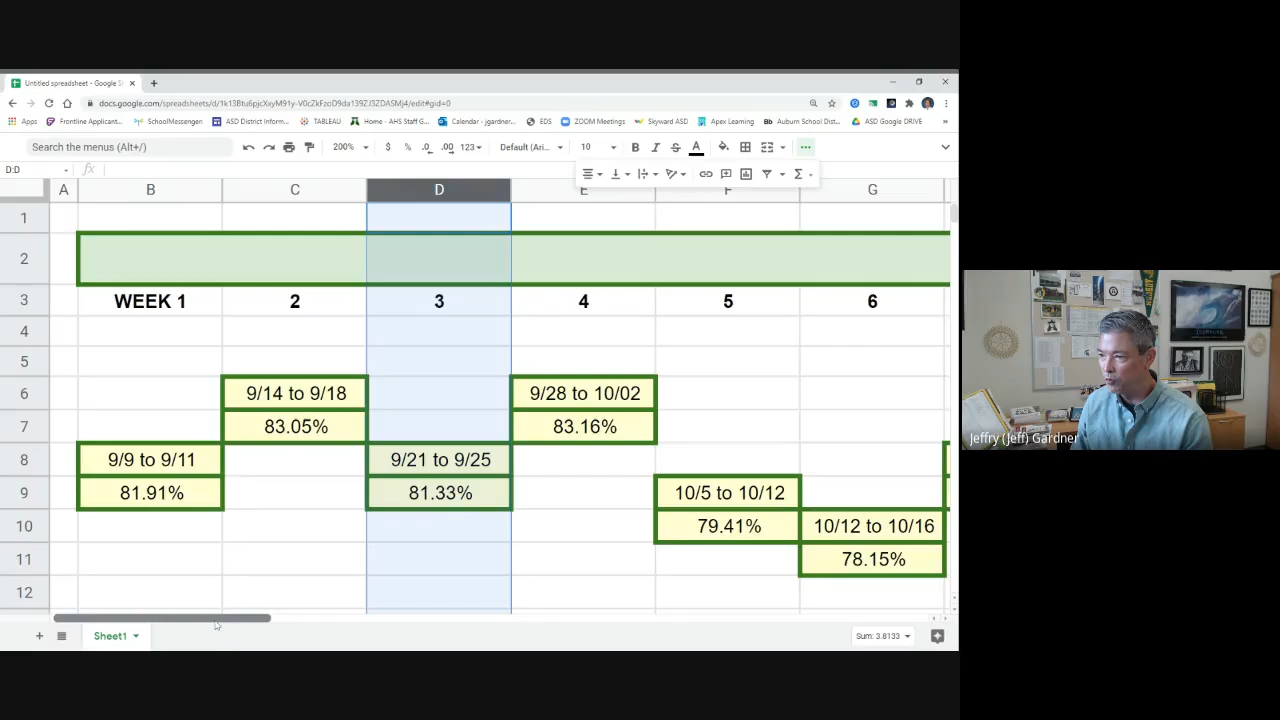 Untitled spreadsheet - Google S
docs.google.com/spreadsheets/d/1k13Btu6pjcXxyM91y-V0cZkFzoD9da139ZJ3ZDASMj4/edit#gid=0
Apps Frontline Applicant... SchoolMessenger ASD District Inform... TABLEAU Home - AHS Staff G... Calendar - jgardner... EDS ZOOM Meetings Skyward ASD Apex Learning Bb Auburn School Dist... ASD Google DRIVE »
Search the menus (Alt+/) 200% $ % .0 .00 123 Default (Ari... 10 B I S A
D:D fx
A B C D E F G
1
2
3 WEEK 1 2 3 4 5 6
4
5
6 9/14 to 9/18 9/28 to 10/02
7 83.05% 83.16%
8 9/9 to 9/11 9/21 to 9/25
9 81.91% 81.33% 10/5 to 10/12
10 79.41% 10/12 to 10/16
11 78.15%
12
Sheet1 Sum: 3.8133
Jeffry (Jeff) Gardner